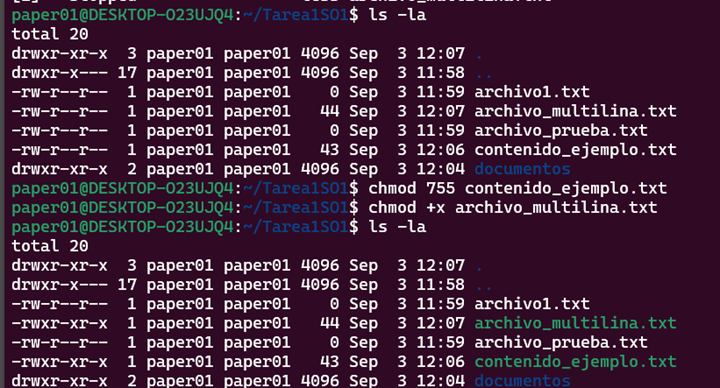 paper01@DESKTOP-O23UJQ4:~/Tarea1SO1$ ls -la
total 20
drwxr-xr-x  3 paper01 paper01 4096 Sep  3 12:07 .
drwxr-x--- 17 paper01 paper01 4096 Sep  3 11:58 ..
-rw-r--r--  1 paper01 paper01    0 Sep  3 11:59 archivo1.txt
-rw-r--r--  1 paper01 paper01   44 Sep  3 12:07 archivo_multilina.txt
-rw-r--r--  1 paper01 paper01    0 Sep  3 11:59 archivo_prueba.txt
-rw-r--r--  1 paper01 paper01   43 Sep  3 12:06 contenido_ejemplo.txt
drwxr-xr-x  2 paper01 paper01 4096 Sep  3 12:04 documentos
paper01@DESKTOP-O23UJQ4:~/Tarea1SO1$ chmod 755 contenido_ejemplo.txt
paper01@DESKTOP-O23UJQ4:~/Tarea1SO1$ chmod +x archivo_multilina.txt
paper01@DESKTOP-O23UJQ4:~/Tarea1SO1$ ls -la
total 20
drwxr-xr-x  3 paper01 paper01 4096 Sep  3 12:07 .
drwxr-x--- 17 paper01 paper01 4096 Sep  3 11:58 ..
-rw-r--r--  1 paper01 paper01    0 Sep  3 11:59 archivo1.txt
-rwxr-xr-x  1 paper01 paper01   44 Sep  3 12:07 archivo_multilina.txt
-rw-r--r--  1 paper01 paper01    0 Sep  3 11:59 archivo_prueba.txt
-rwxr-xr-x  1 paper01 paper01   43 Sep  3 12:06 contenido_ejemplo.txt
drwxr-xr-x  2 paper01 paper01 4096 Sep  3 12:04 documentos